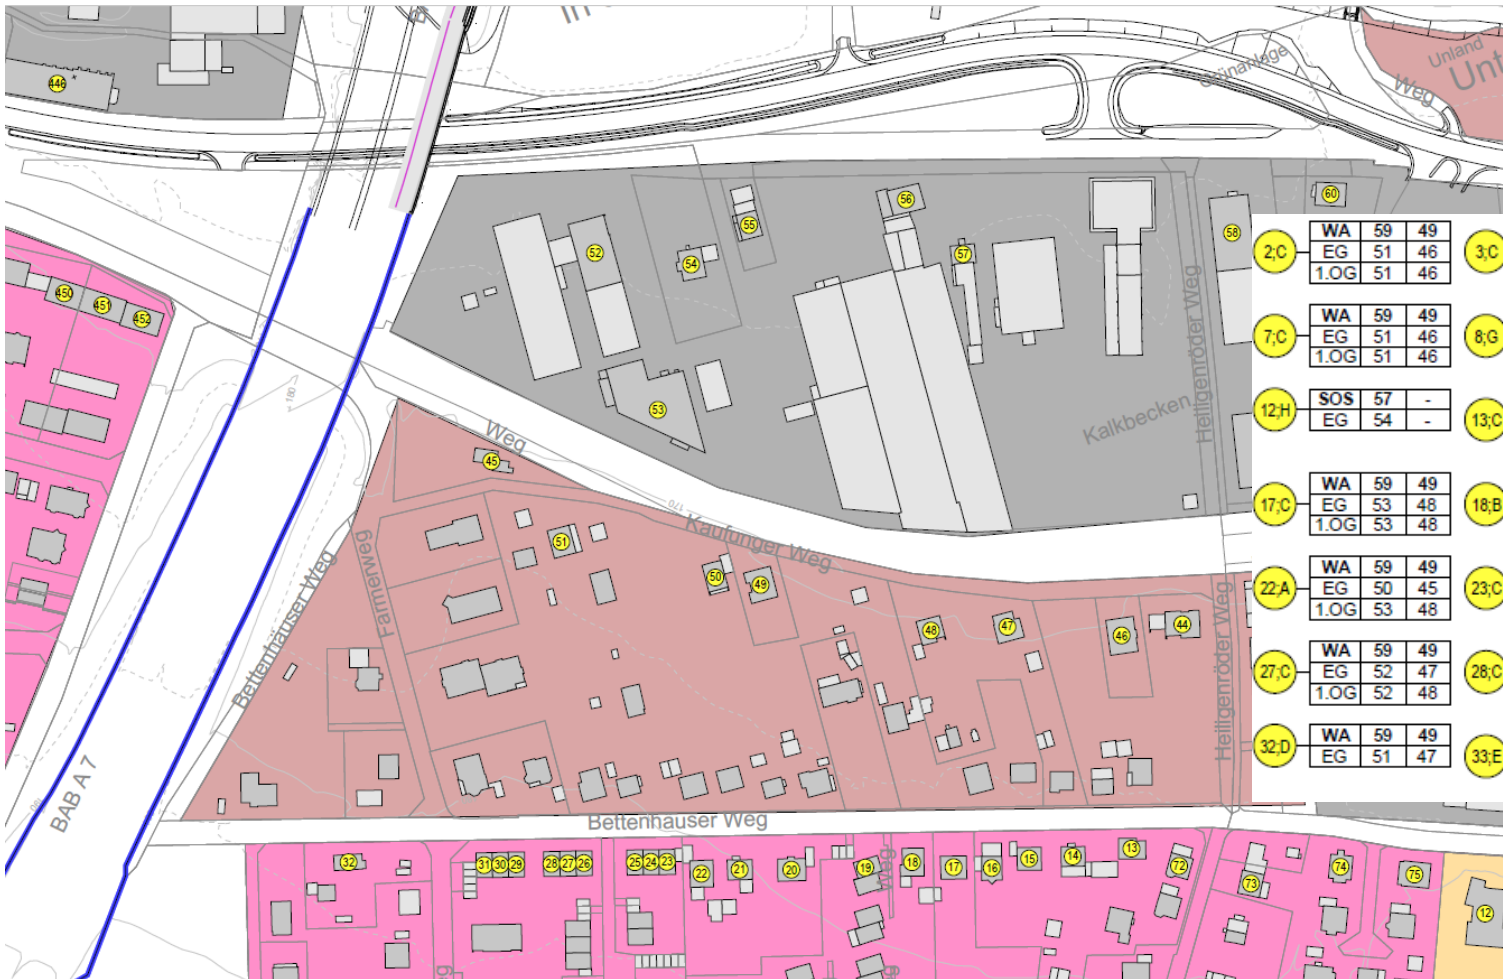 446
Grünanlage
Unland
Weg
60
56
55
52
54
57
58
450
451
452
180
53
Kalkbecken
Heiligenröder Weg
Weg
45
170
Kaufunger Weg
51
50
49
Farmerweg
Bettenhäuser Weg
48
47
46
44
Heiligenröder Weg
BAB A 7
Bettenhäuser Weg
2;C
WA 59 49
EG 51 46
1.OG 51 46
3;C
7;C
WA 59 49
EG 51 46
1.OG 51 46
8;G
12;H
SOS 57 -
EG 54 -
13;C
17;C
WA 59 49
EG 53 48
1.OG 53 48
18;B
22;A
WA 59 49
EG 50 45
1.OG 53 48
23;C
27;C
WA 59 49
EG 52 47
1.OG 52 48
28;C
32;D
WA 59 49
EG 51 47
33;E
32
31 30 29
28 27 26
25 24 23
22
21
20
19
18
17
16
15
14
13
72
73
74
75
12
Weg